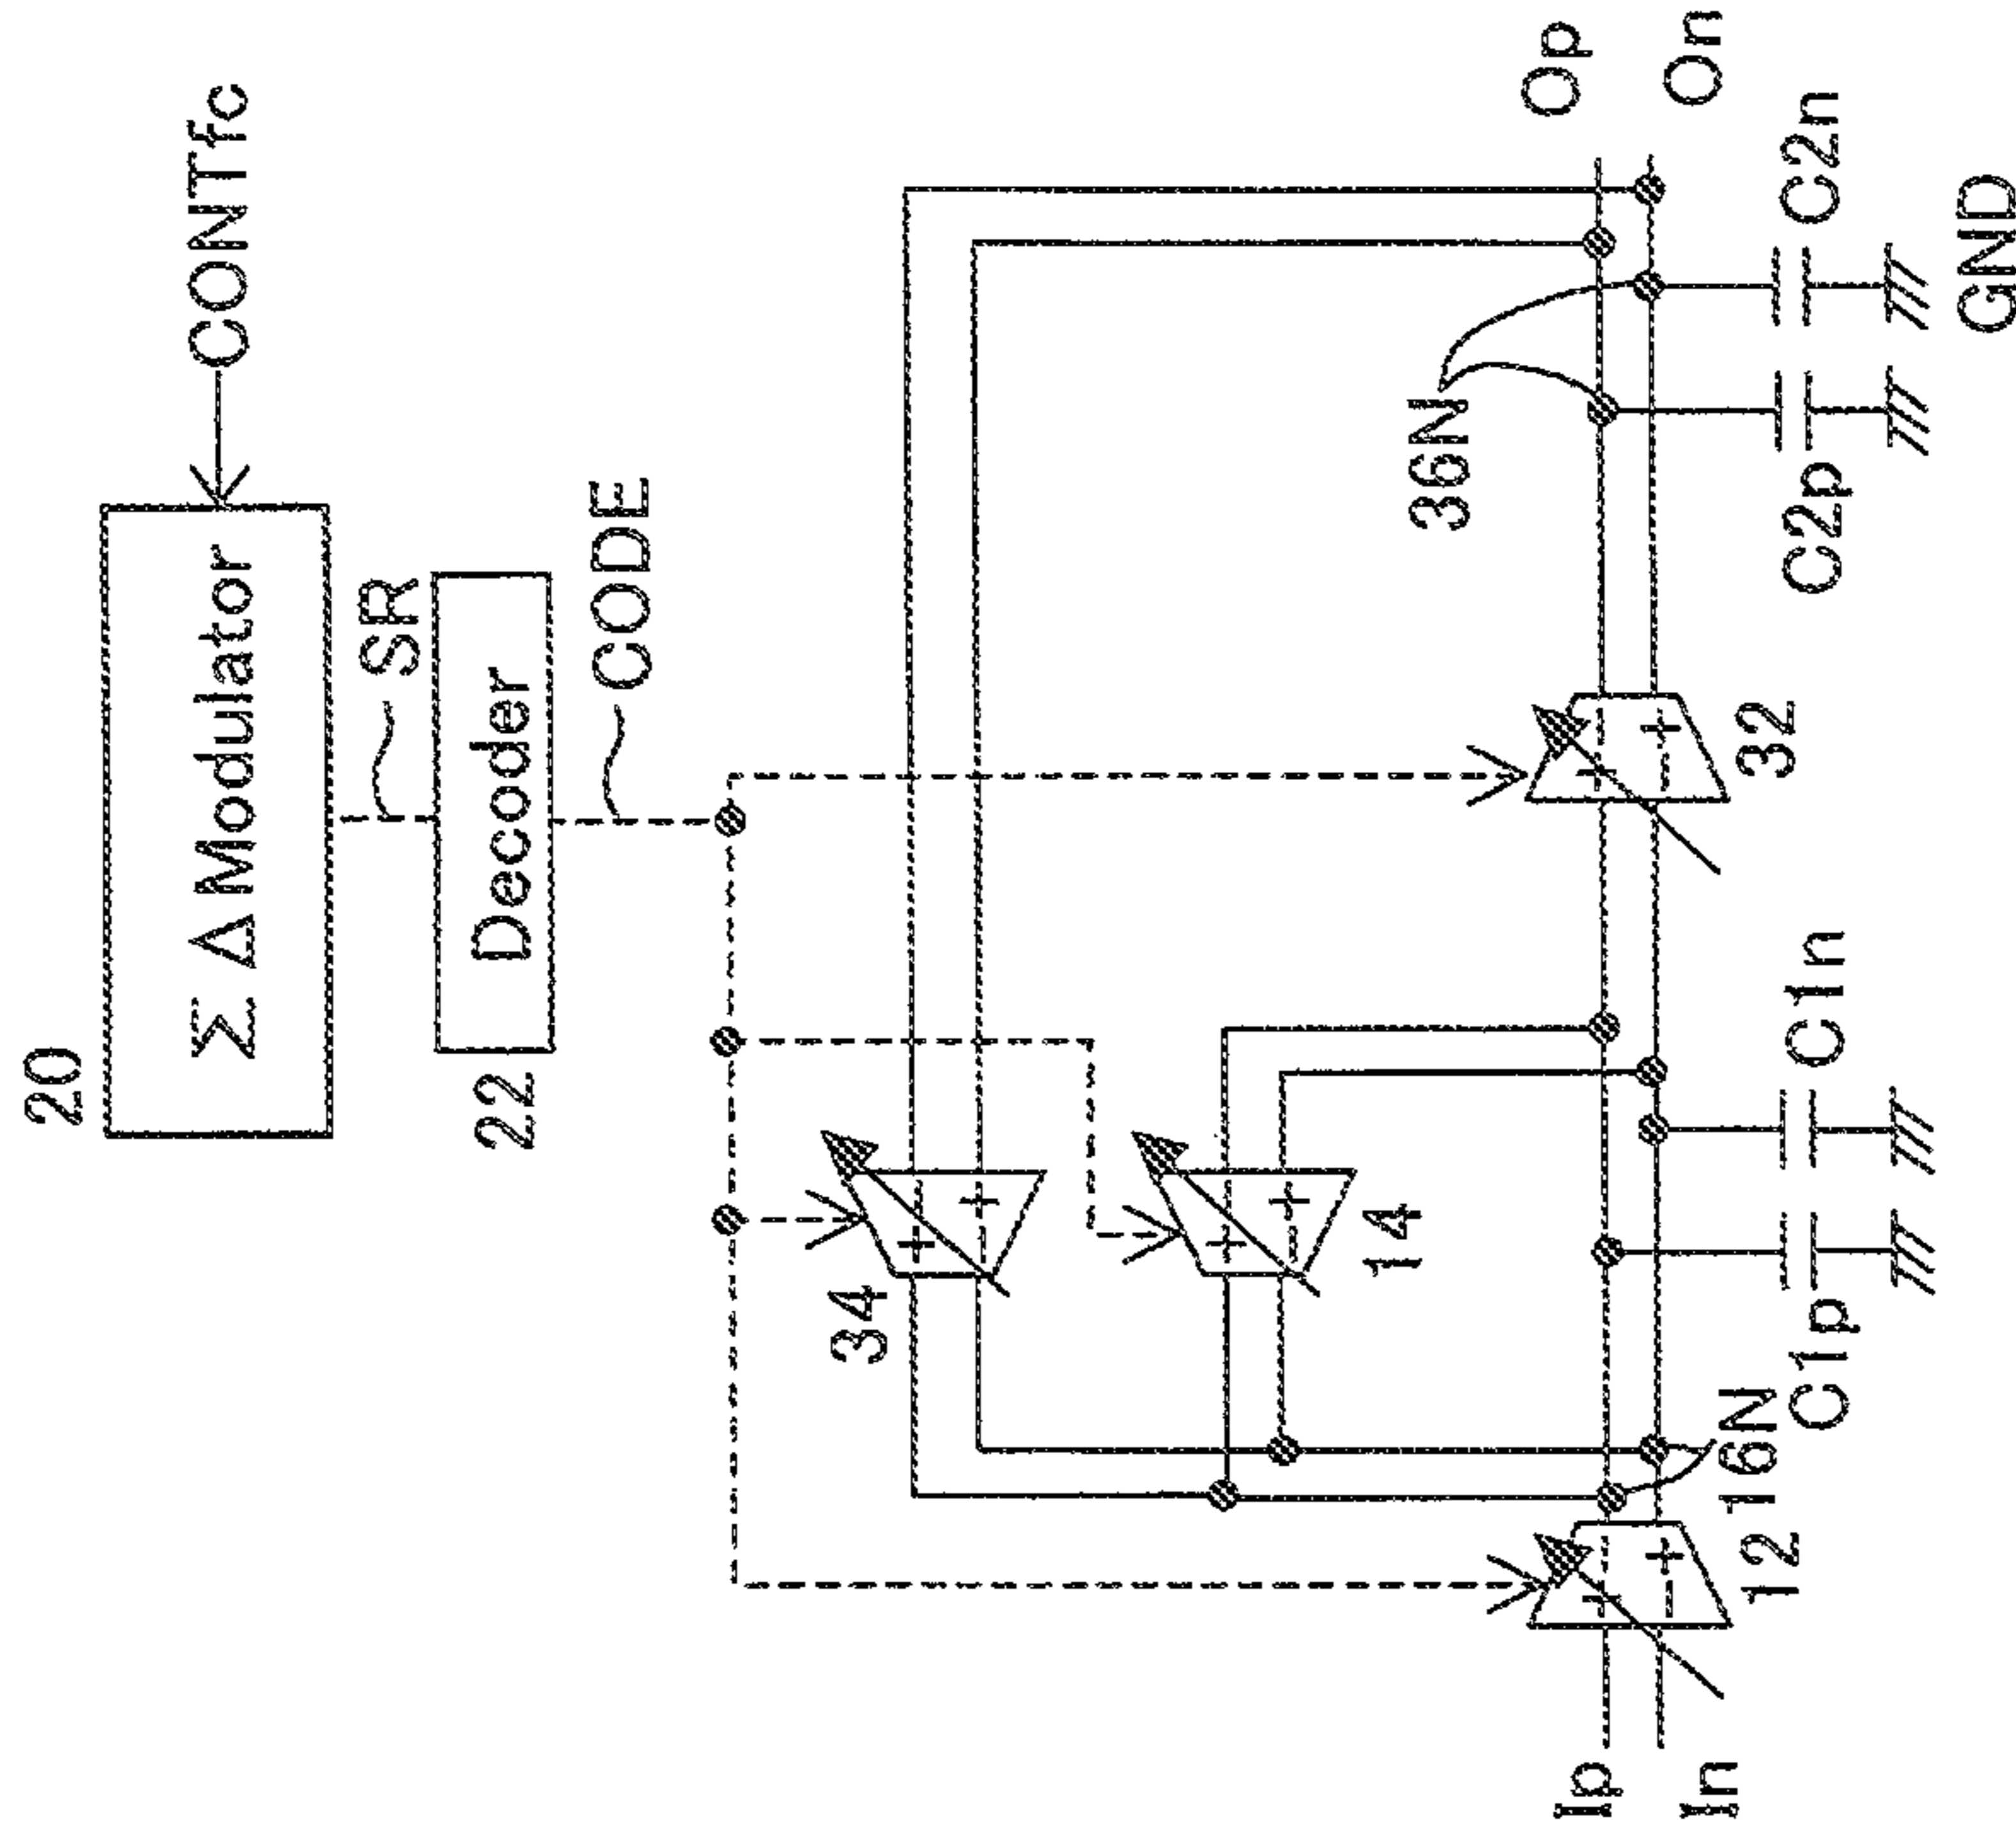 20
Σ Δ Modulator
CONTfc
SR
22
Decoder
CODE
34
14
36N
Ip
In
Op
On
12
16N
32
C1p
C1n
C2p
C2n
GND